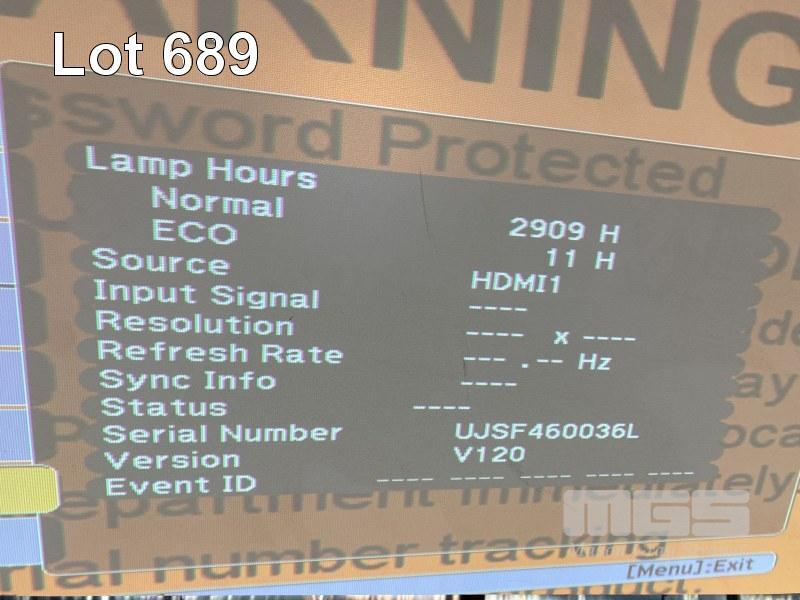 Lot 689
RNING
ssword Protected
Lamp Hours
Normal 2909 H
ECO 11 H
Source HDMI1
Input Signal ----
Resolution ---- x ----
Refresh Rate --- .-- Hz
Sync Info ----
Status ----
Serial Number UJSF460036L
Version V120
Event ID ---- ---- ---- ---- ----
epartment immediately
rial number tracking
MGS
[Menu]:Exit